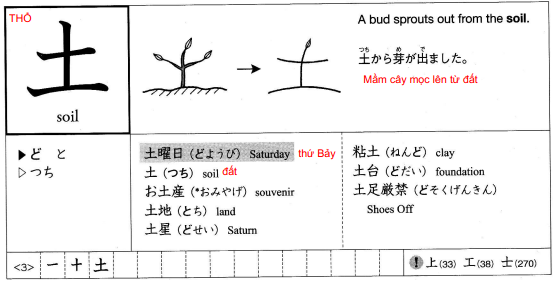 THỔ
土
soil
A bud sprouts out from the soil.
つち め で
土から芽が出ました。
Mầm cây mọc lên từ đất
▶ど と
▷つち
土曜日（どようび） Saturday thứ Bảy
土（つち） soil đất
お土産（*おみやげ） souvenir
土地（とち） land
土星（どせい） Saturn
粘土（ねんど） clay
土台（どだい） foundation
土足厳禁（どそくげんきん）
Shoes Off
<3> 一 十 土
! 上(33) 工(38) 士(270)